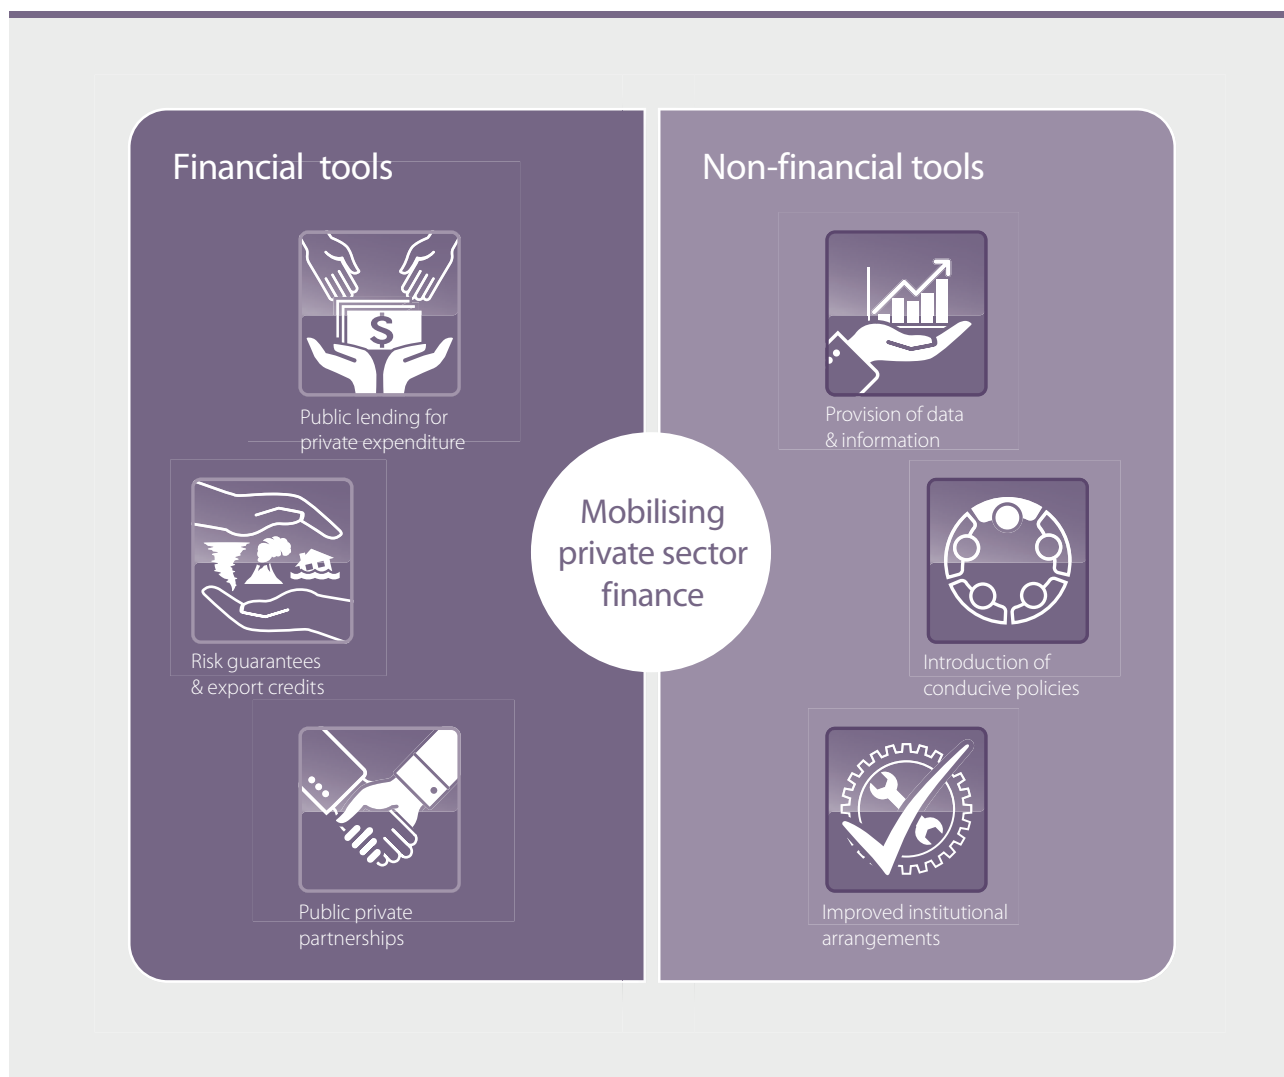 Financial tools
$
Public lending for
private expenditure
Risk guarantees
& export credits
Public private
partnerships
Mobilising
private sector
finance
Non-financial tools
Provision of data
& information
Introduction of
conducive policies
Improved institutional
arrangements